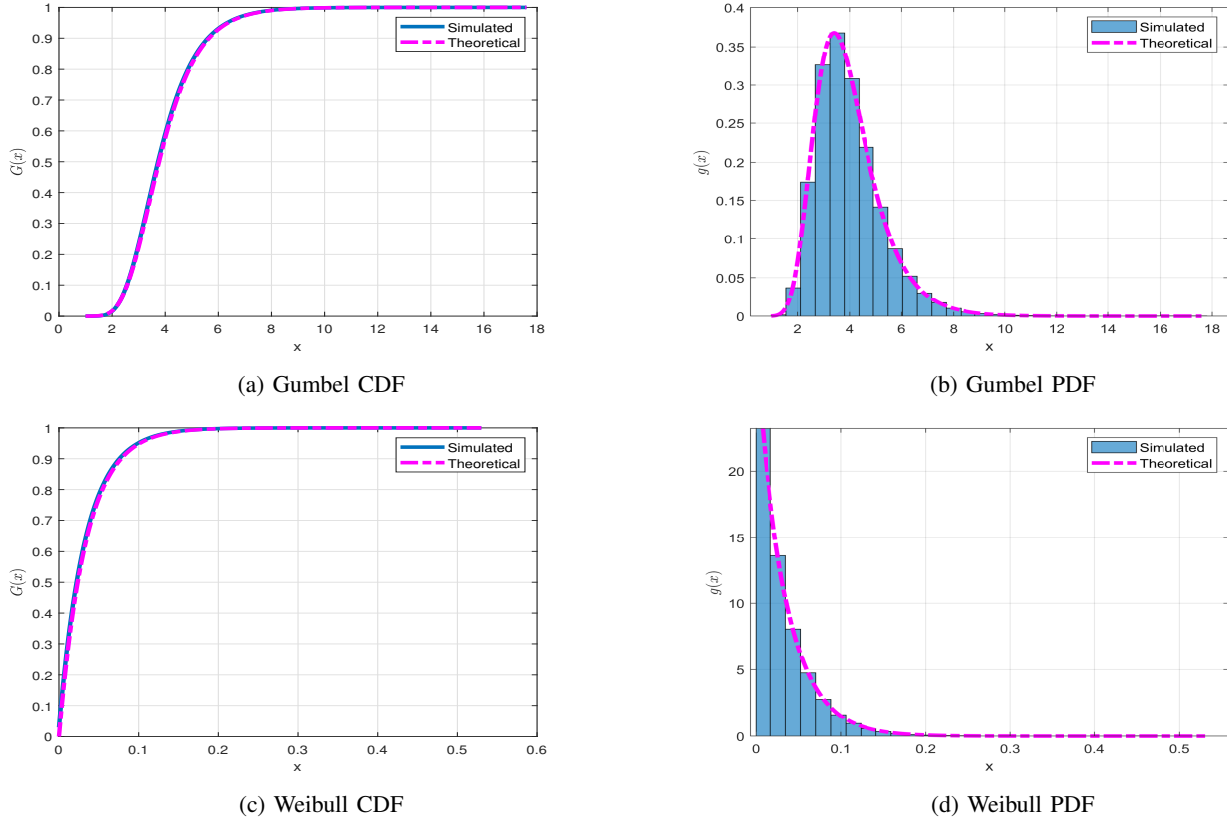 1
0.9
0.8
0.7
0.6
0.5
0.4
0.3
0.2
0.1
0
G(x)
0 2 4 6 8 10 12 14 16 18
x
Simulated
Theoretical
(a) Gumbel CDF
0.4
0.35
0.3
0.25
0.2
0.15
0.1
0.05
0
g(x)
2 4 6 8 10 12 14 16 18
x
Simulated
Theoretical
(b) Gumbel PDF
1
0.9
0.8
0.7
0.6
0.5
0.4
0.3
0.2
0.1
0
G(x)
0 0.1 0.2 0.3 0.4 0.5 0.6
x
Simulated
Theoretical
(c) Weibull CDF
20
15
10
5
0
g(x)
0 0.1 0.2 0.3 0.4 0.5
x
Simulated
Theoretical
(d) Weibull PDF